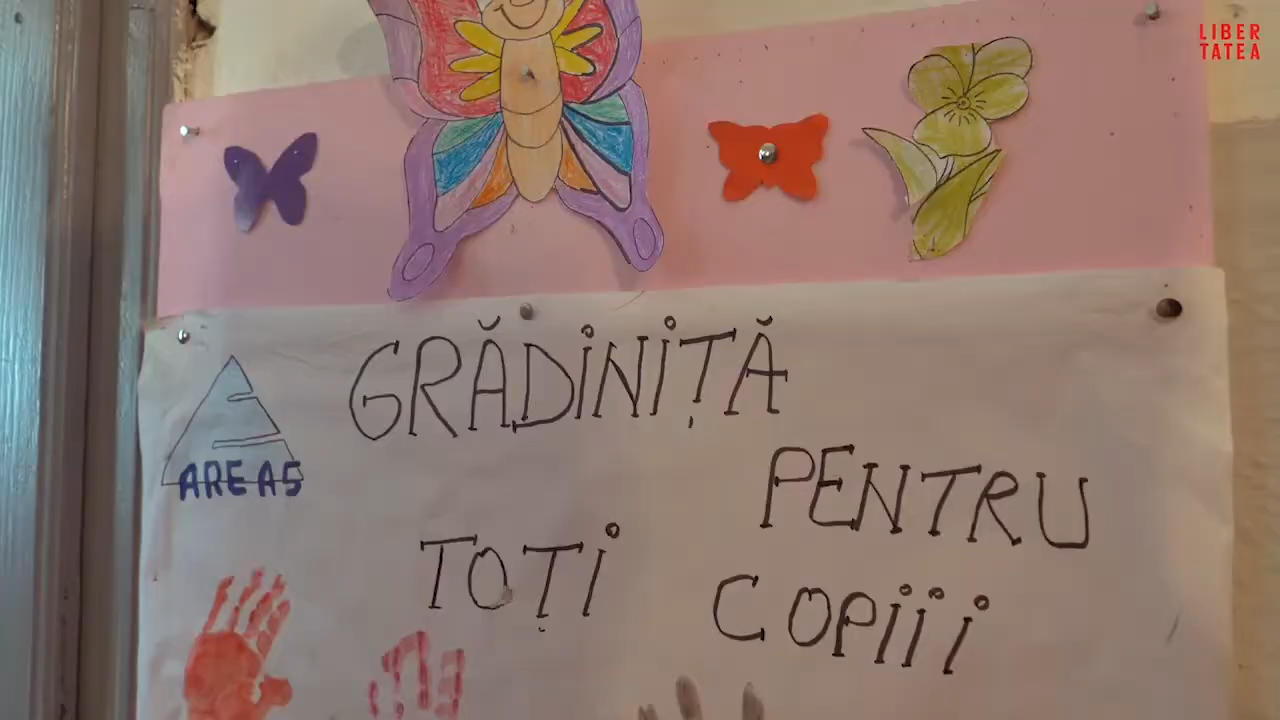 LIBER
TATEA
GRĂDiNiȚĂ
AREAS
PENTRU
TOȚi
COPiii